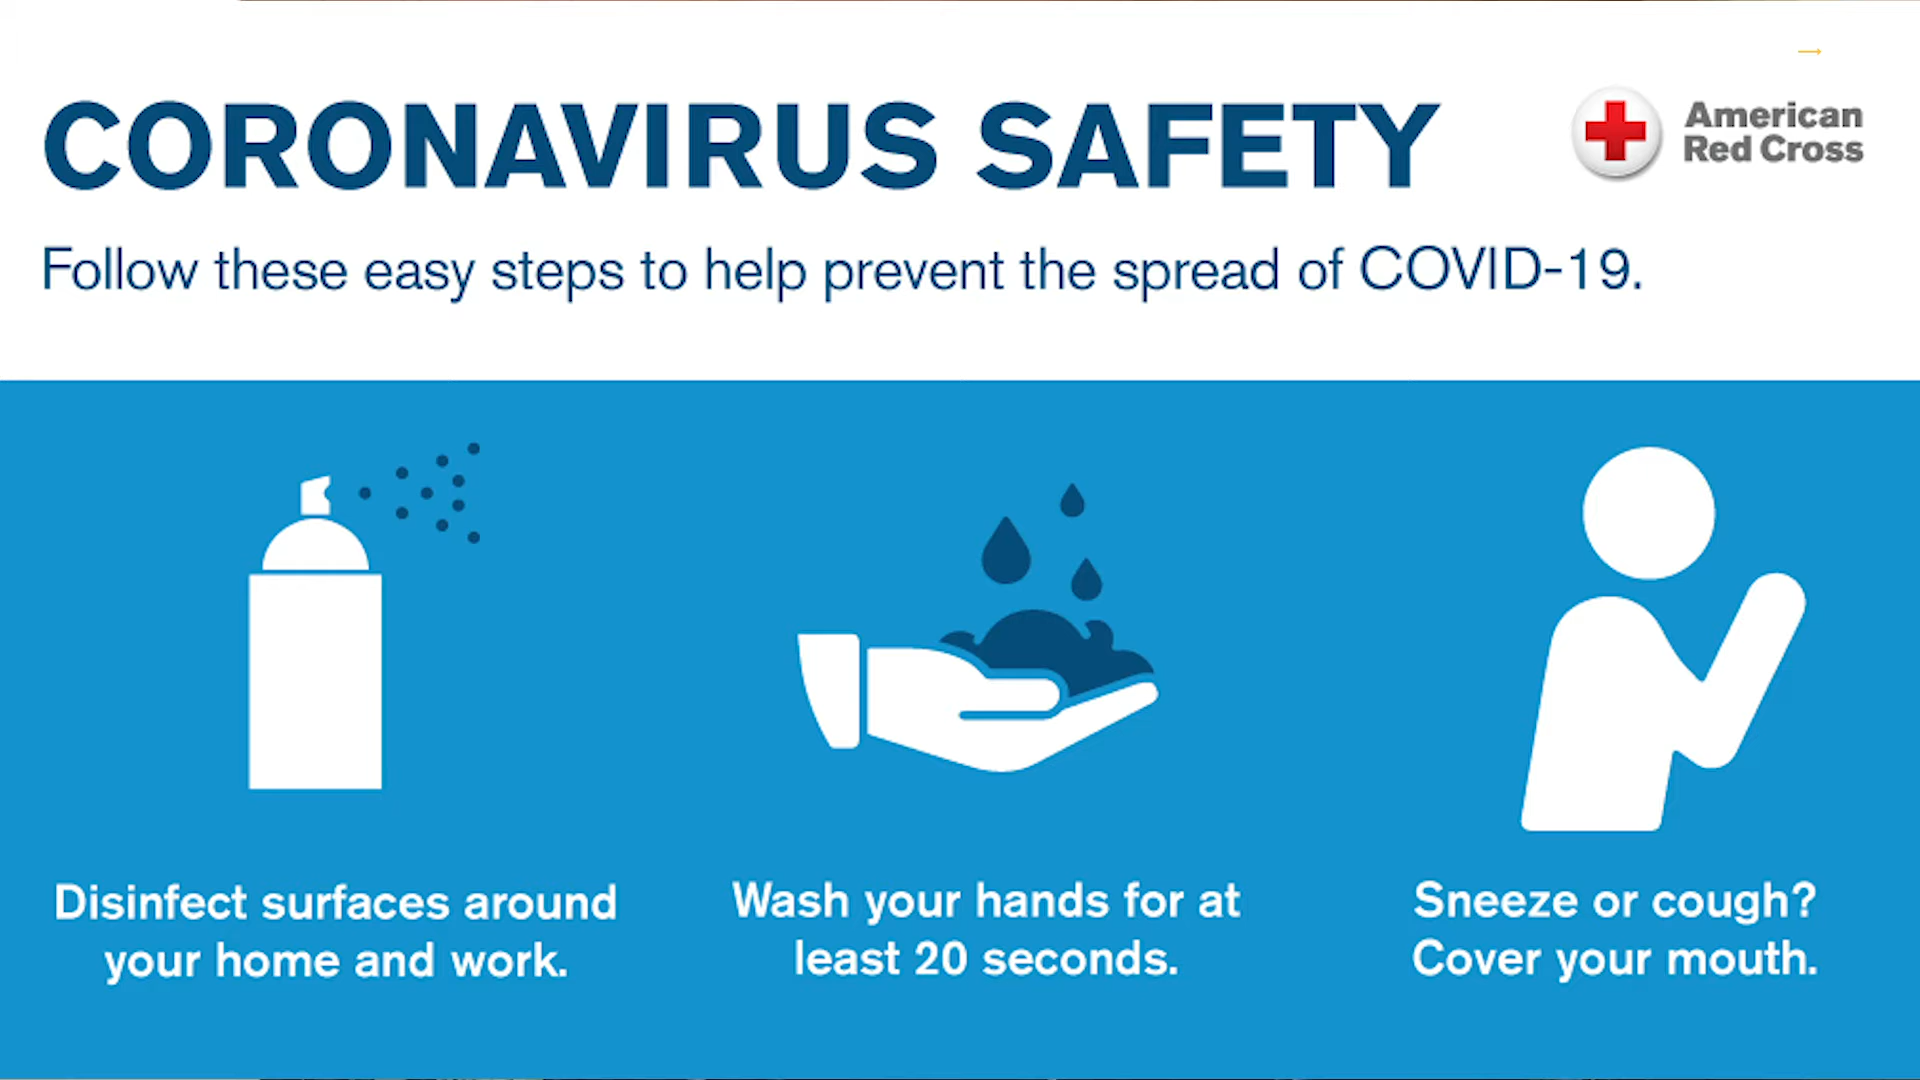 CORONAVIRUS SAFETY
American
Red Cross
Follow these easy steps to help prevent the spread of COVID-19.
Disinfect surfaces around
your home and work.
Wash your hands for at
least 20 seconds.
Sneeze or cough?
Cover your mouth.